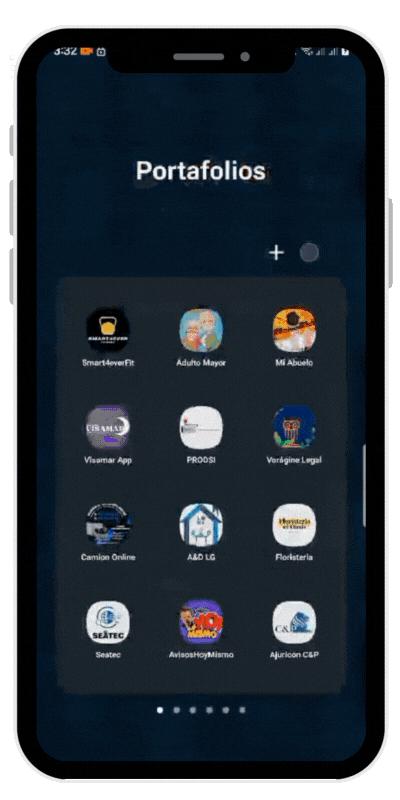 3:32
Portafolios
+
SMART4EVER
Smart4everFit
Adulto Mayor
Mi Abuelo
VISAMAR
Visamar App
PRODSI
Vorágine Legal
Camion Online
A&D LG
Floristeria
Floristeria
SEATEC
Seatec
HOY
MISMO
AvisosHoyMismo
C&P
Ajuricon C&P